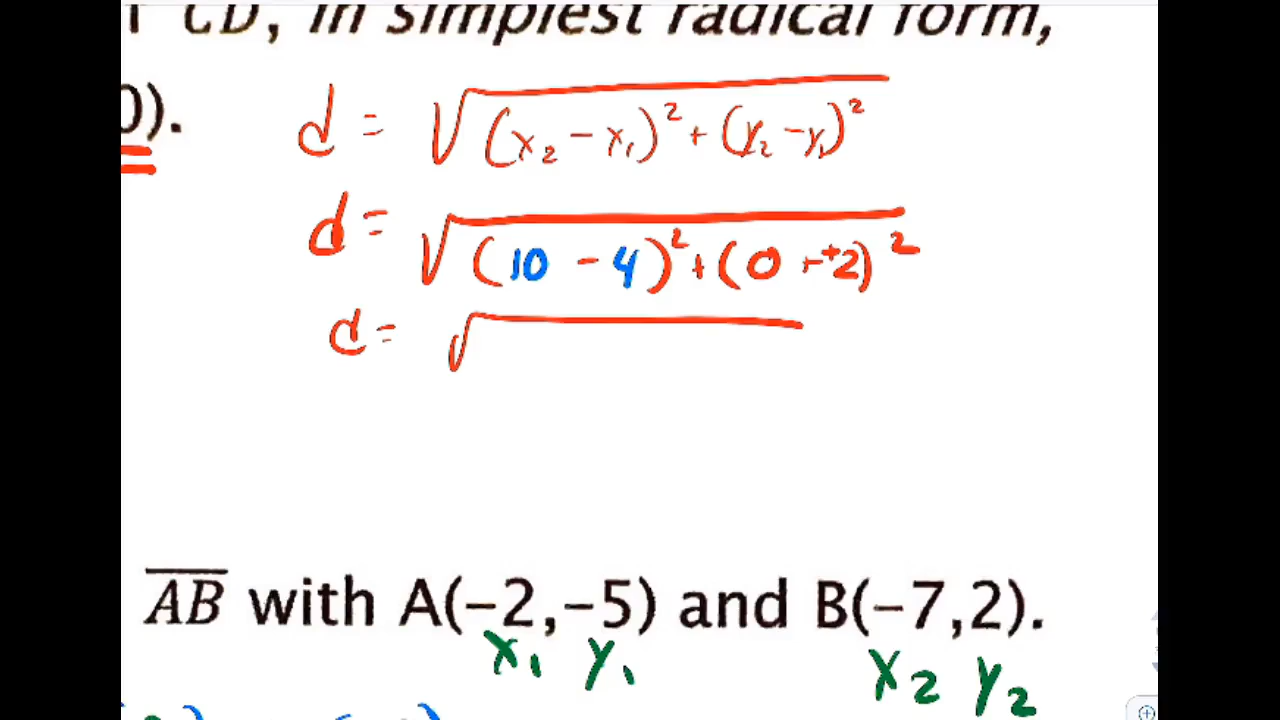 CD, in simplest radical form,
0). d = √(x₂ - x₁)² + (y₂ - y₁)²
d = √(10 - 4)² + (0 +-+2)²
d = √
AB with A(-2,-5) and B(-7,2).
x₁ y₁ x₂ y₂